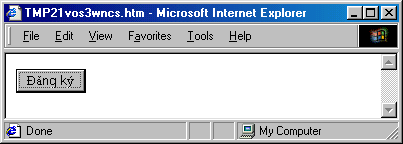 TMP21vos3wncs.htm - Microsoft Internet Explorer
File Edit View Favorites Tools Help
Đăng ký
Done My Computer